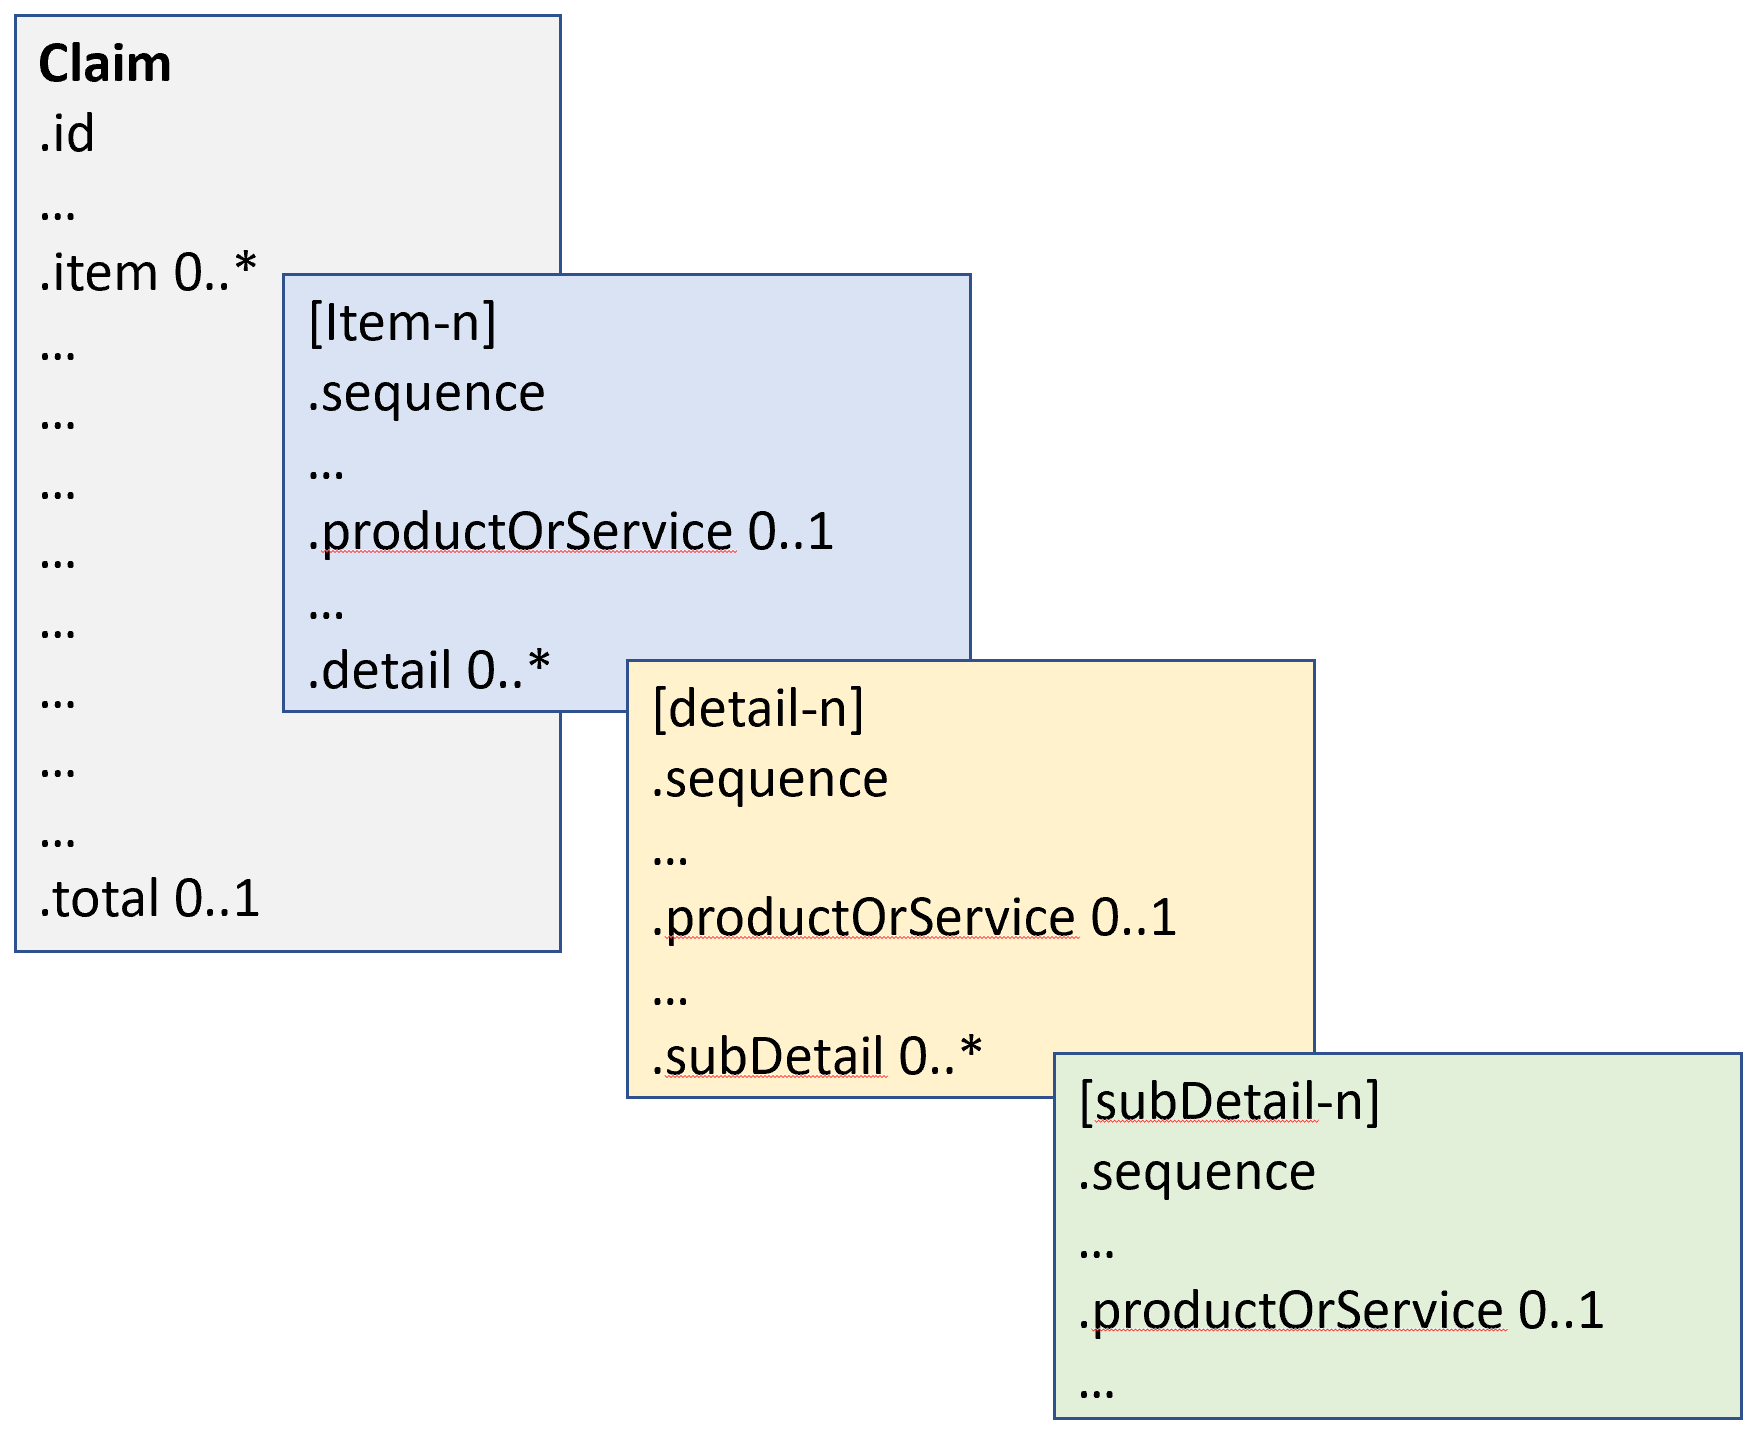 Claim
.id
...
.item 0..*
...
...
...
...
...
...
...
...
.total 0..1
[Item-n]
.sequence
...
.productOrService 0..1
...
.detail 0..*
[detail-n]
.sequence
...
.productOrService 0..1
...
.subDetail 0..*
[subDetail-n]
.sequence
...
.productOrService 0..1
...